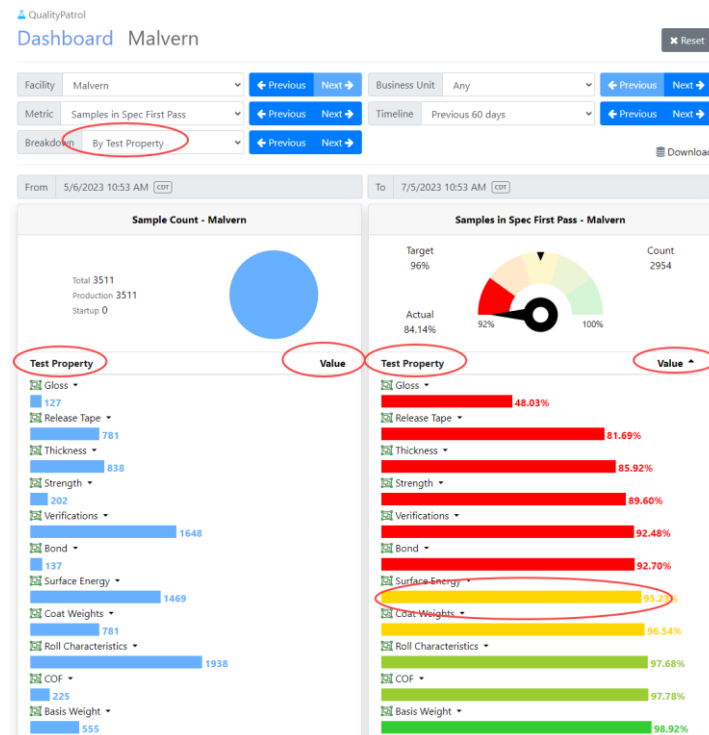 QualityPatrol
Dashboard Malvern
Reset
Facility Malvern Previous Next Business Unit Any Previous Next
Metric Samples in Spec First Pass Previous Next Timeline Previous 60 days Previous Next
Breakdown By Test Property Previous Next
Download
From 5/6/2023 10:53 AM CDT To 7/5/2023 10:53 AM CDT
Sample Count - Malvern
Total 3511
Production 3511
Startup 0
Test Property Value
Gloss
127
Release Tape
781
Thickness
838
Strength
202
Verifications
1648
Bond
137
Surface Energy
1469
Coat Weights
781
Roll Characteristics
1938
COF
225
Basis Weight
555
Samples in Spec First Pass - Malvern
Target
96%
Count
2954
Actual
84.14%
92%
100%
Test Property Value
Gloss
48.03%
Release Tape
81.69%
Thickness
85.92%
Strength
89.60%
Verifications
92.48%
Bond
92.70%
Surface Energy
95.23%
Coat Weights
96.54%
Roll Characteristics
97.68%
COF
97.78%
Basis Weight
98.92%